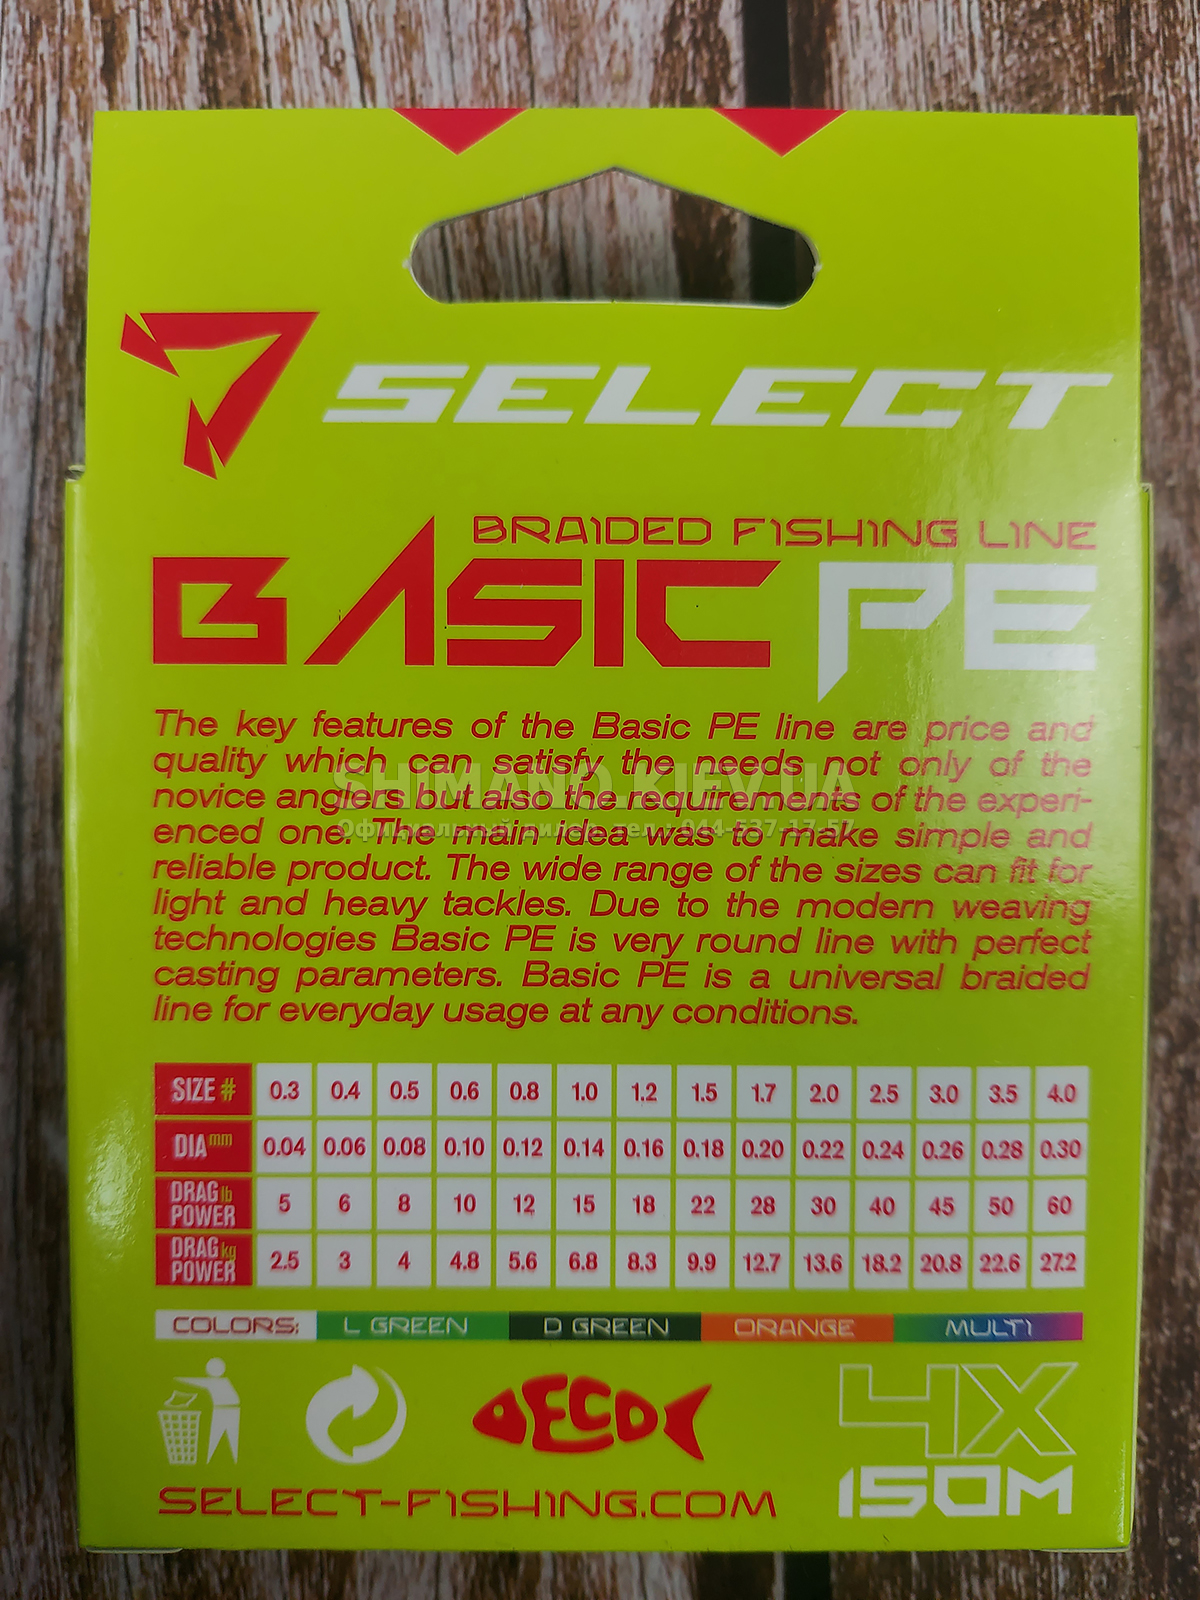 SELECT
BRAIDED FISHING LINE
BASIC PE
The key features of the Basic PE line are price and
quality which can satisfy the needs not only of the
novice anglers but also the requirements of the experi-
enced one. The main idea was to make simple and
reliable product. The wide range of the sizes can fit for
light and heavy tackles. Due to the modern weaving
technologies Basic PE is very round line with perfect
casting parameters. Basic PE is a universal braided
line for everyday usage at any conditions.
SHIMANO.KIEV.UA
Официальный дилер, тел.: 044-537-17-57
SIZE # 0.3 0.4 0.5 0.6 0.8 1.0 1.2 1.5 1.7 2.0 2.5 3.0 3.5 4.0
DIA mm 0.04 0.06 0.08 0.10 0.12 0.14 0.16 0.18 0.20 0.22 0.24 0.26 0.28 0.30
DRAG lb POWER 5 6 8 10 12 15 18 22 28 30 40 45 50 60
DRAG kg POWER 2.5 3 4 4.8 5.6 6.8 8.3 9.9 12.7 13.6 18.2 20.8 22.6 27.2
COLORS: L GREEN D GREEN ORANGE MULTI
ECO
4X
150M
SELECT-FISHING.COM